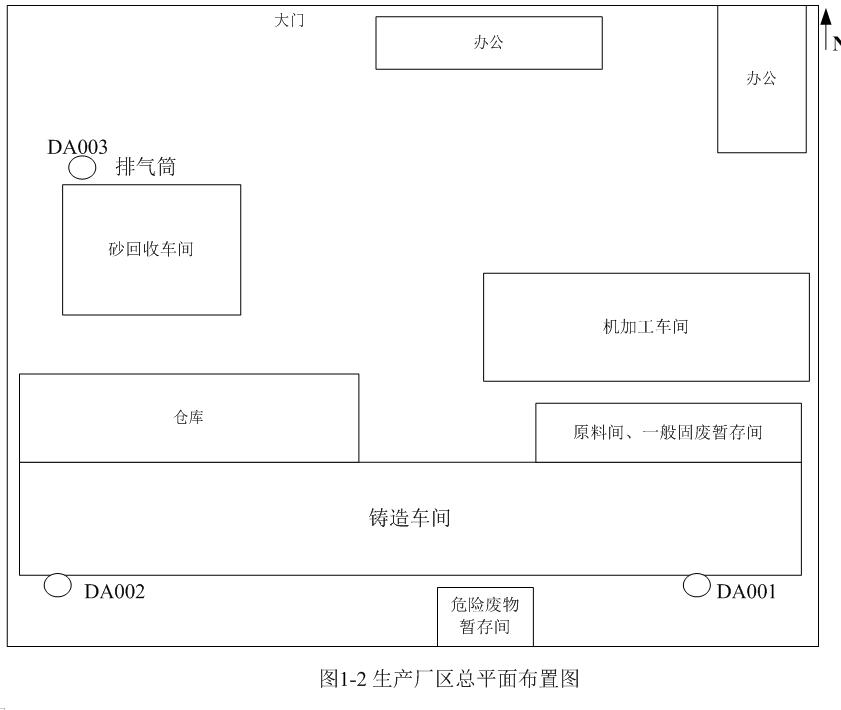 大门
办公
办公
N
DA003
排气筒
砂回收车间
机加工车间
仓库
原料间、一般固废暂存间
铸造车间
DA002
DA001
危险废物
暂存间
图1-2 生产厂区总平面布置图